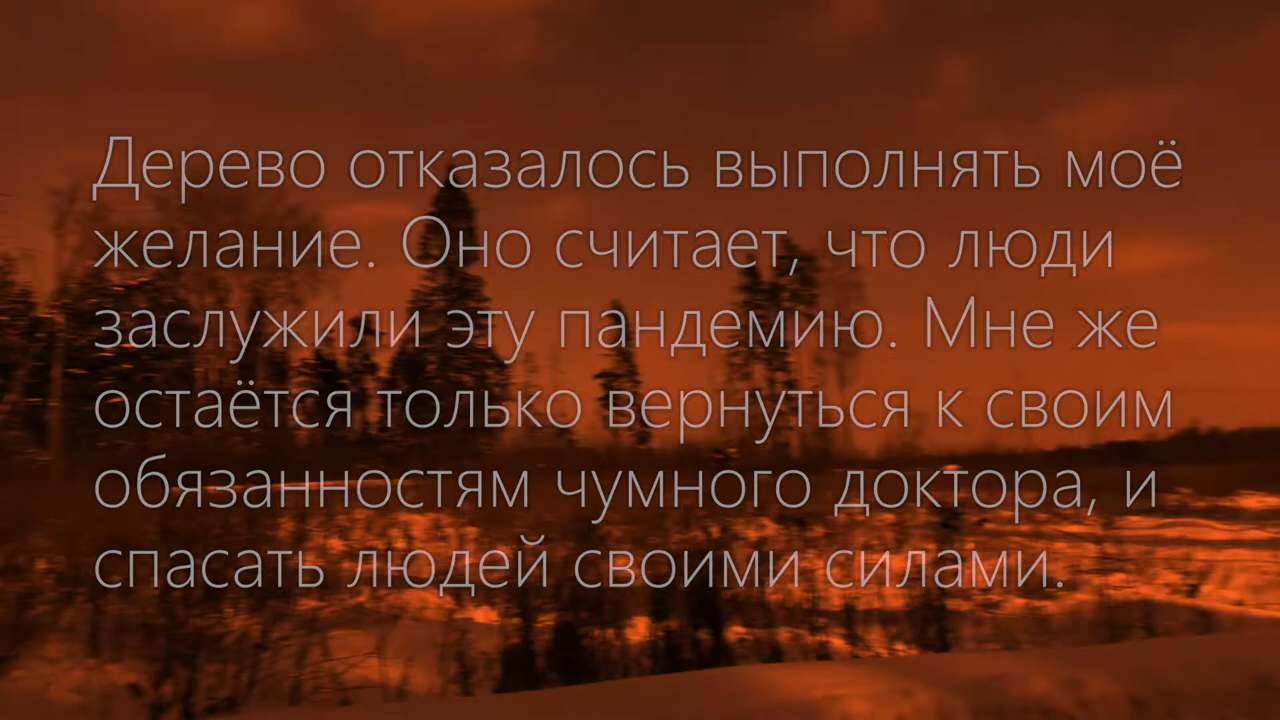 Дерево отказалось выполнять моё
желание. Оно считает, что люди
заслужили эту пандемию. Мне же
остаётся только вернуться к своим
обязанностям чумного доктора, и
спасать людей своими силами.